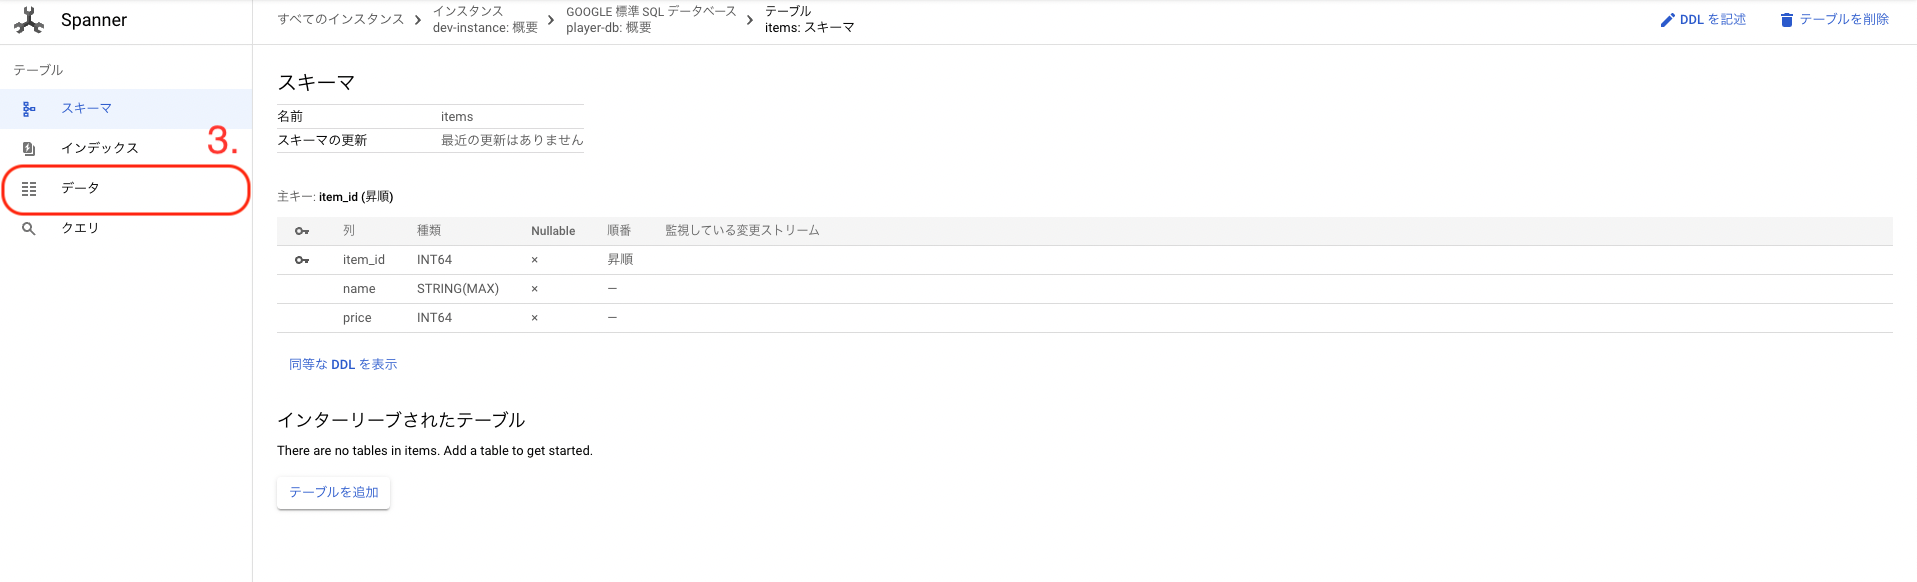 Spanner
すべてのインスタンス
インスタンス
dev-instance: 概要
GOOGLE 標準 SQL データベース
player-db: 概要
テーブル
items: スキーマ
DDL を記述
テーブルを削除
テーブル
スキーマ
インデックス
3.
データ
クエリ
スキーマ
名前 items
スキーマの更新 最近の更新はありません
主キー: item_id (昇順)
列 種類 Nullable 順番 監視している変更ストリーム
item_id INT64 × 昇順
name STRING(MAX) × —
price INT64 × —
同等な DDL を表示
インターリーブされたテーブル
There are no tables in items. Add a table to get started.
テーブルを追加